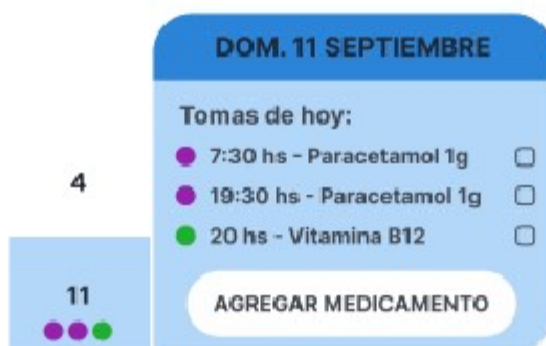 DOM. 11 SEPTIEMBRE
Tomas de hoy:
7:30 hs - Paracetamol 1g
19:30 hs - Paracetamol 1g
20 hs - Vitamina B12
AGREGAR MEDICAMENTO
4
11